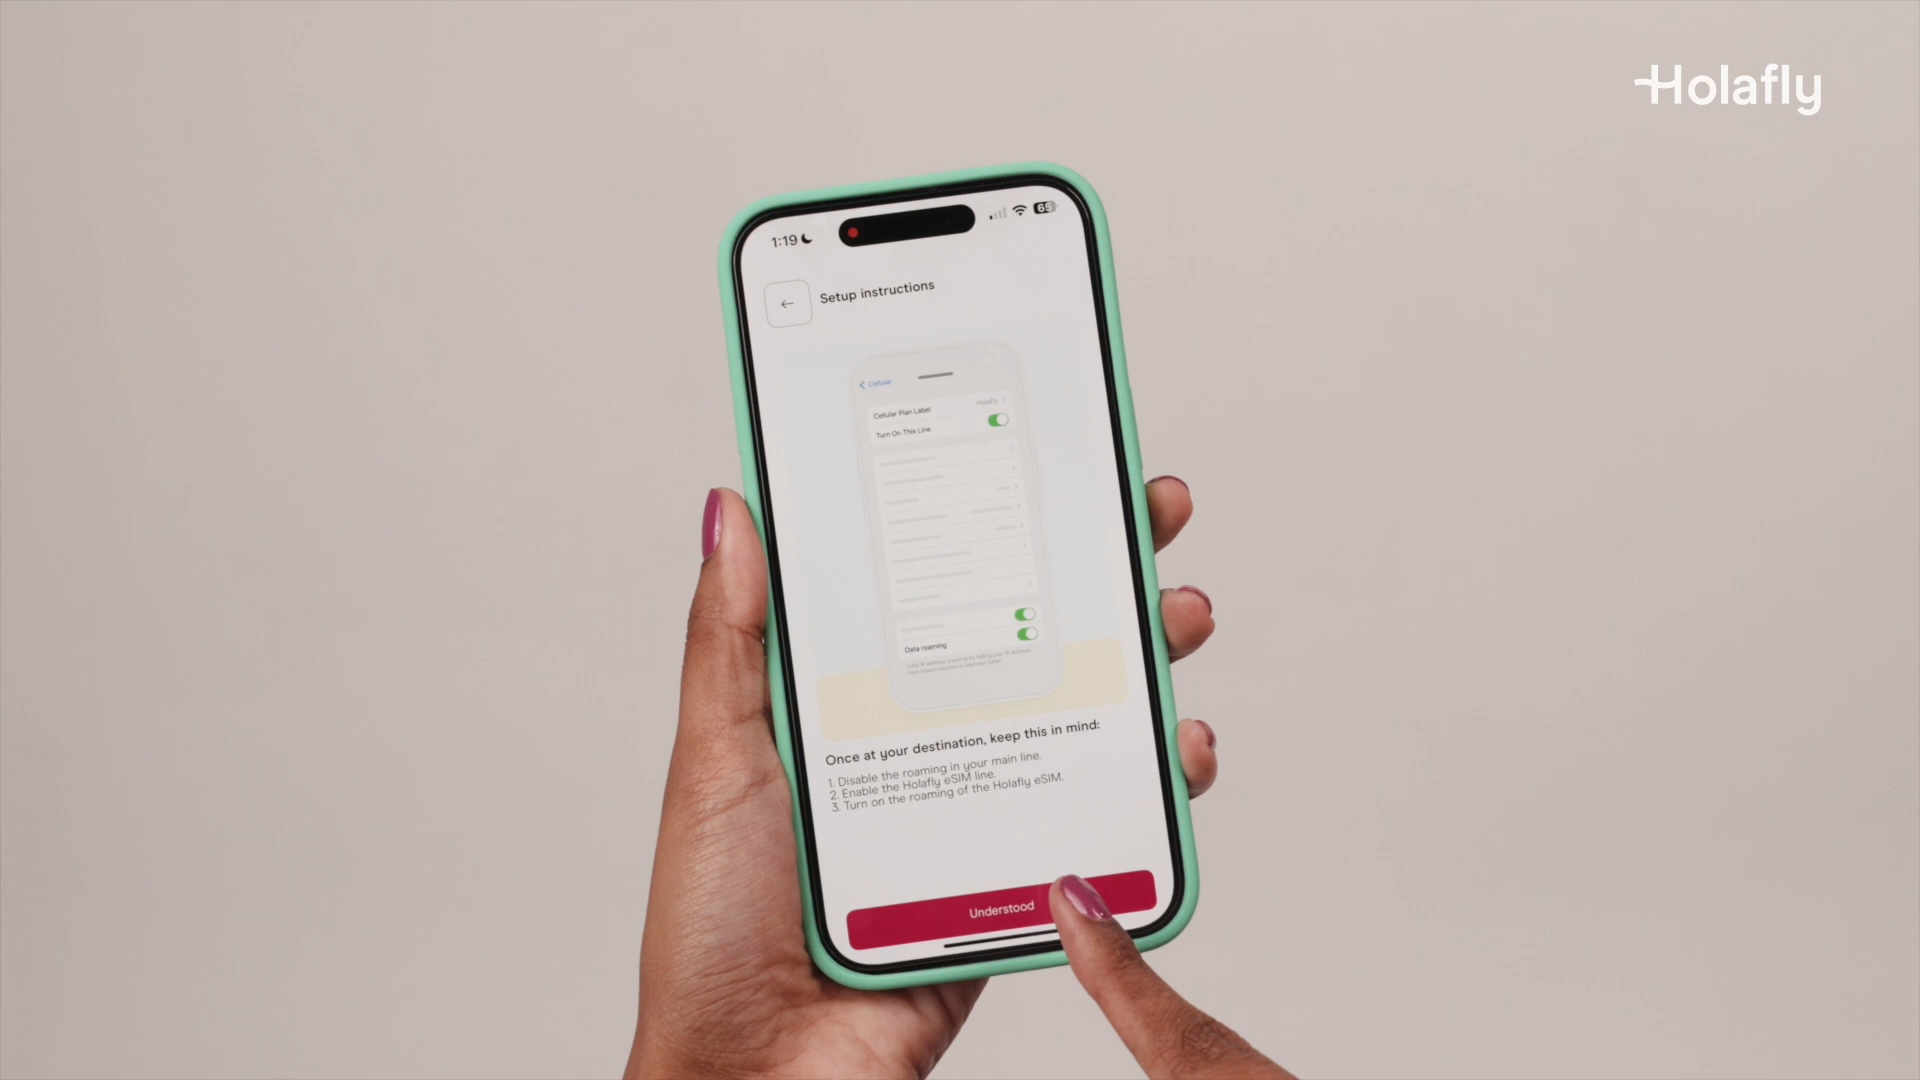 Holafly
1:19
65
Setup instructions
Cellular
Cellular Plan Label
Holafly
Turn On This Line
Data roaming
Once at your destination, keep this in mind:
1. Disable the roaming in your main line.
2. Enable the Holafly eSIM line.
3. Turn on the roaming of the Holafly eSIM.
Understood